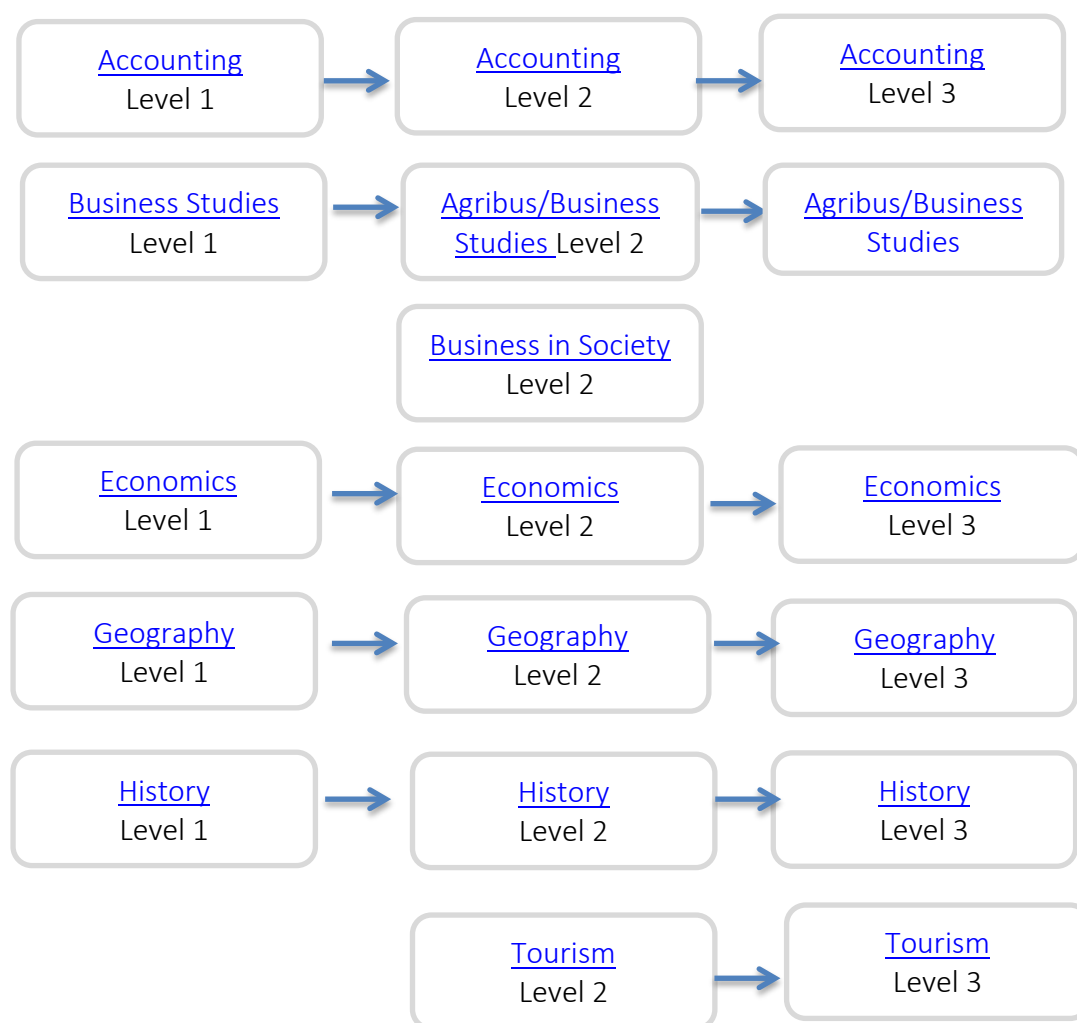 Accounting
Level 1
Accounting
Level 2
Accounting
Level 3
Business Studies
Level 1
Agribus/Business
Studies Level 2
Agribus/Business
Studies
Business in Society
Level 2
Economics
Level 1
Economics
Level 2
Economics
Level 3
Geography
Level 1
Geography
Level 2
Geography
Level 3
History
Level 1
History
Level 2
History
Level 3
Tourism
Level 2
Tourism
Level 3